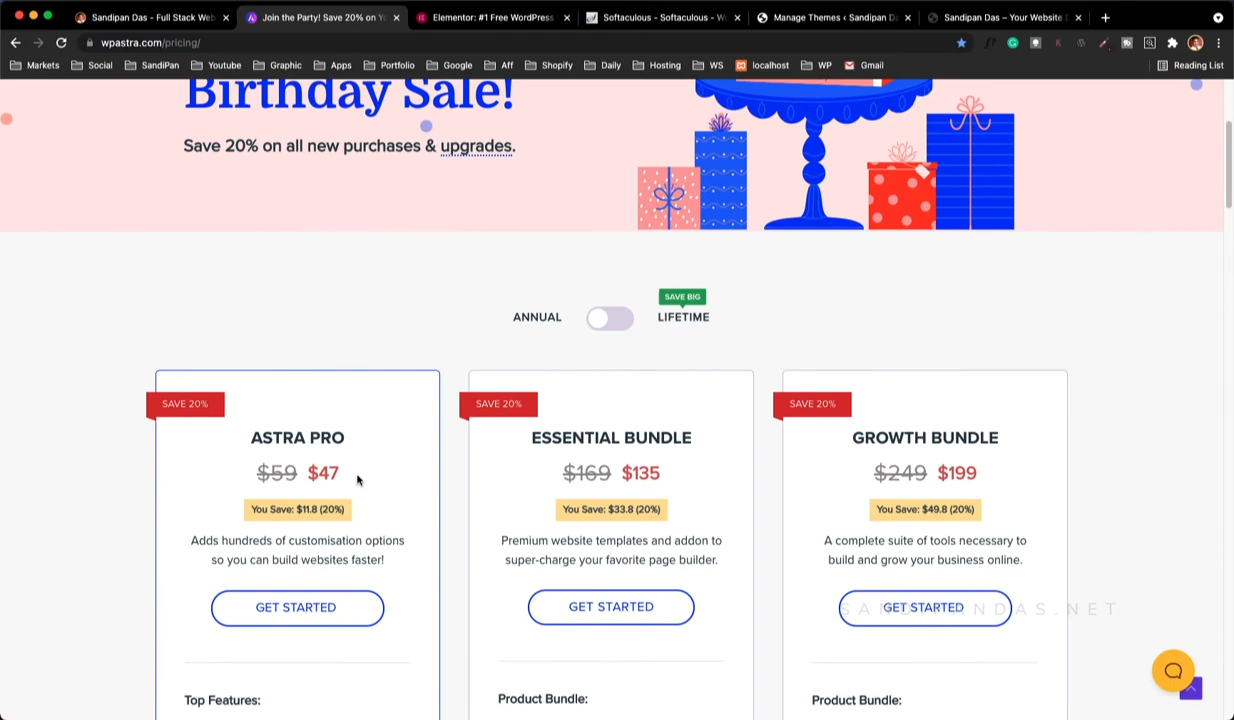 Sandipan Das - Full Stack Web
Join the Party! Save 20% on Yo
Elementor: #1 Free WordPress
Softaculous - Softaculous - We
Manage Themes ‹ Sandipan Da
Sandipan Das – Your Website D
wpastra.com/pricing/
Markets
Social
SandiPan
Youtube
Graphic
Apps
Portfolio
Google
Aff
Shopify
Daily
Hosting
WS
localhost
WP
Gmail
Reading List
Birthday Sale!
Save 20% on all new purchases & upgrades.
SAVE BIG
ANNUAL
LIFETIME
SAVE 20%
ASTRA PRO
$59 $47
You Save: $11.8 (20%)
Adds hundreds of customisation options
so you can build websites faster!
GET STARTED
Top Features:
SAVE 20%
ESSENTIAL BUNDLE
$169 $135
You Save: $33.8 (20%)
Premium website templates and addon to
super-charge your favorite page builder.
GET STARTED
Product Bundle:
SAVE 20%
GROWTH BUNDLE
$249 $199
You Save: $49.8 (20%)
A complete suite of tools necessary to
build and grow your business online.
GET STARTED
SANDIPANDAS.NET
Product Bundle: